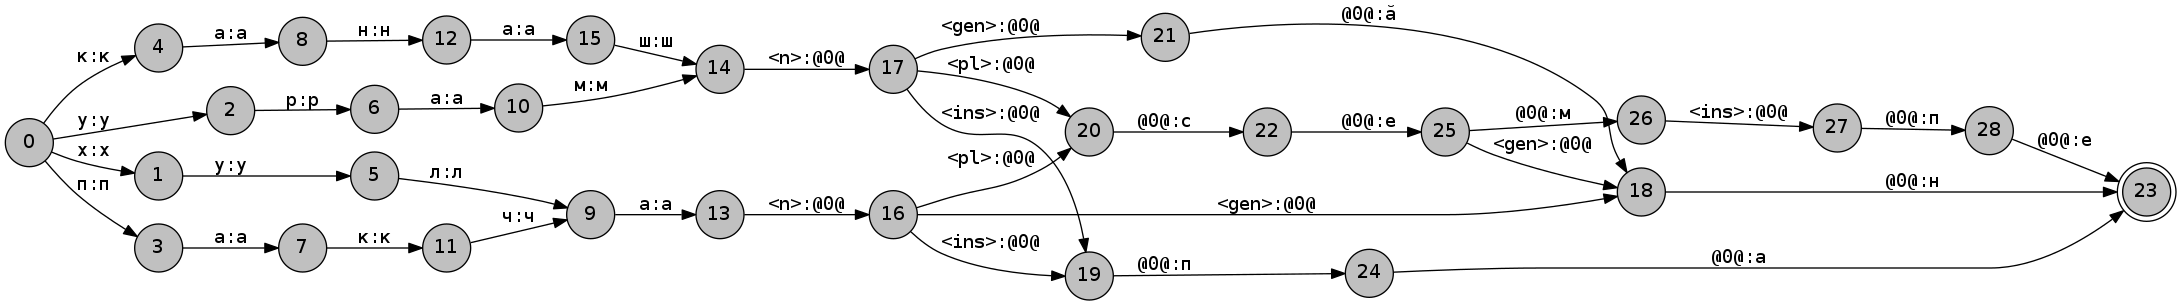 0
к:к
у:у
х:х
п:п
4
а:а
8
н:н
12
а:а
15
ш:ш
2
р:р
6
а:а
10
м:м
14
<n>:@0@
17
1
у:у
5
л:л
3
а:а
7
к:к
11
ч:ч
9
а:а
13
<n>:@0@
16
<gen>:@0@
21
@0@:ӑ
<pl>:@0@
<ins>:@0@
<pl>:@0@
20
@0@:с
22
@0@:е
25
@0@:м
26
<ins>:@0@
27
@0@:п
28
@0@:е
<gen>:@0@
<gen>:@0@
18
@0@:н
23
<ins>:@0@
19
@0@:п
24
@0@:а